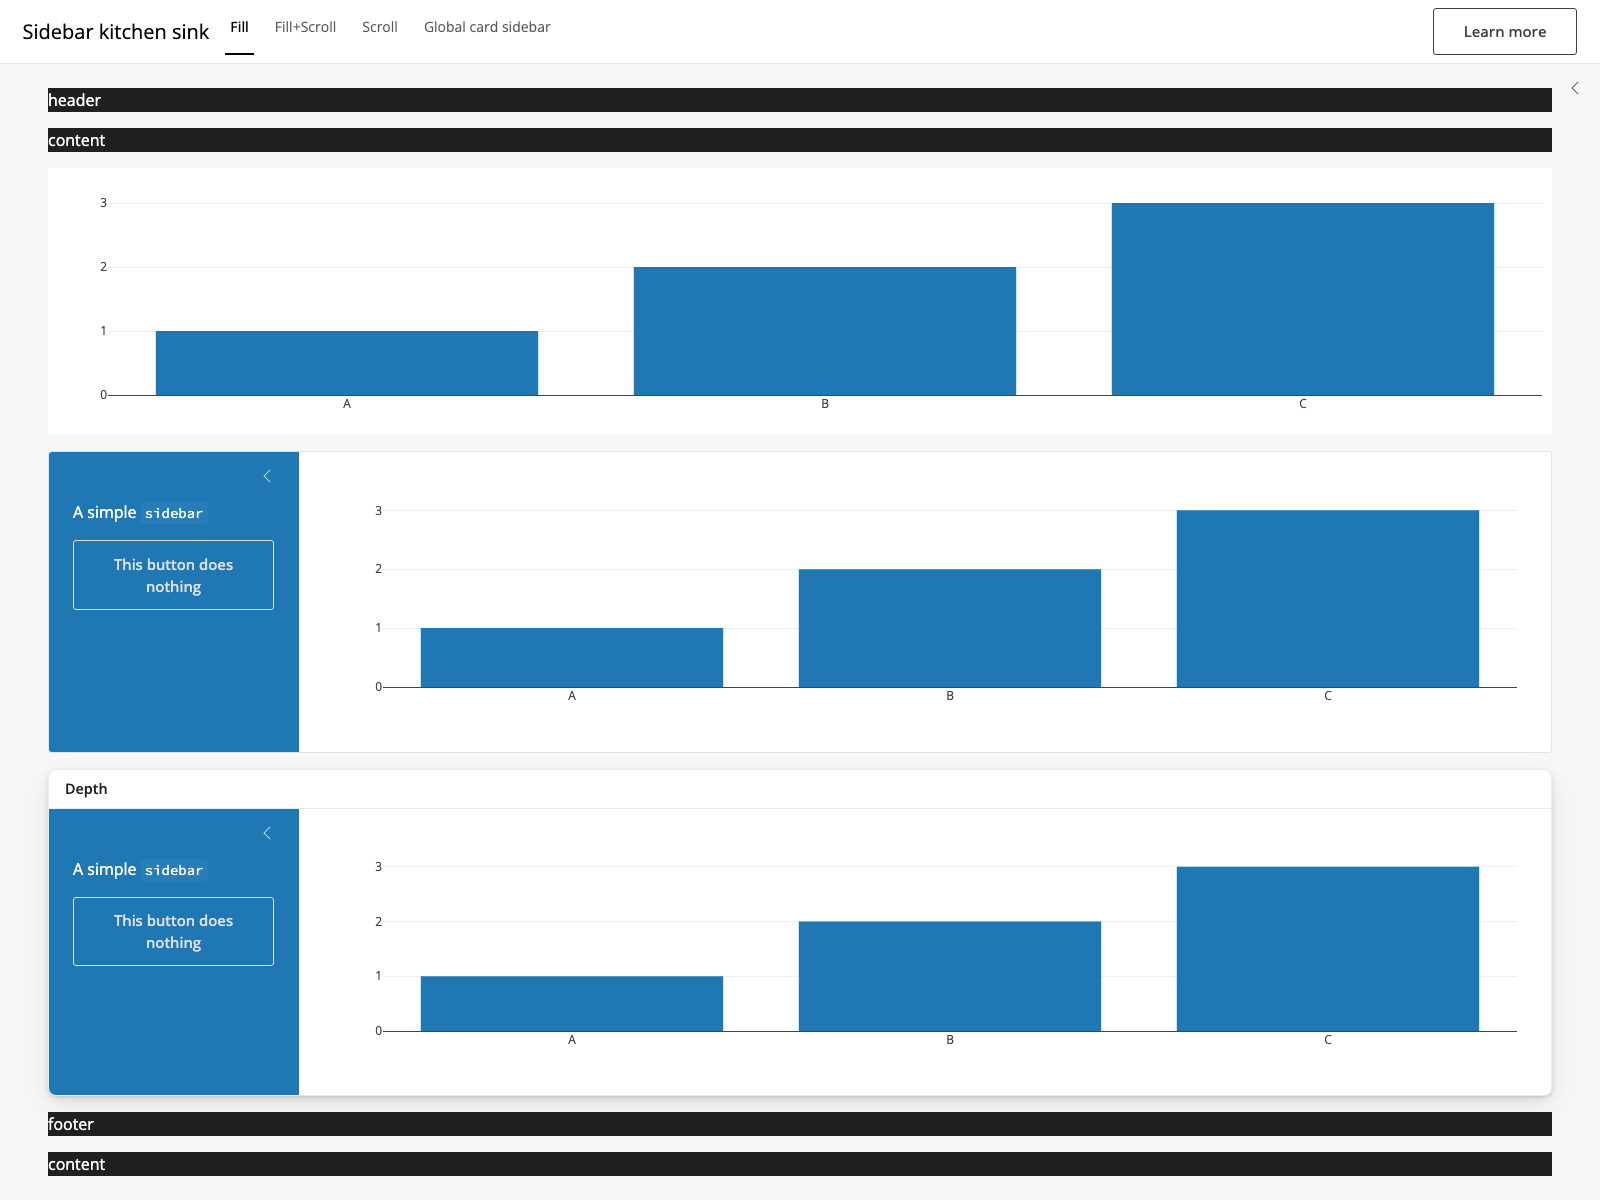 Sidebar kitchen sink Fill Fill+Scroll Scroll Global card sidebar Learn more
header
content
3
2
1
0
A B C
A simple sidebar
This button does
nothing
3
2
1
0
A B C
Depth
A simple sidebar
This button does
nothing
3
2
1
0
A B C
footer
content